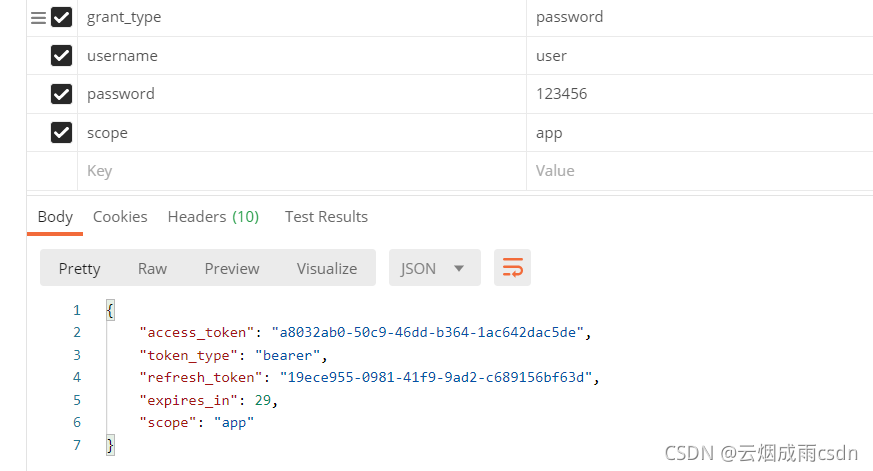 grant_type password
username user
password 123456
scope app
Key Value
Body Cookies Headers (10) Test Results
Pretty Raw Preview Visualize JSON
1 {
2 "access_token": "a8032ab0-50c9-46dd-b364-1ac642dac5de",
3 "token_type": "bearer",
4 "refresh_token": "19ece955-0981-41f9-9ad2-c689156bf63d",
5 "expires_in": 29,
6 "scope": "app"
7 }
CSDN @云烟成雨csdn